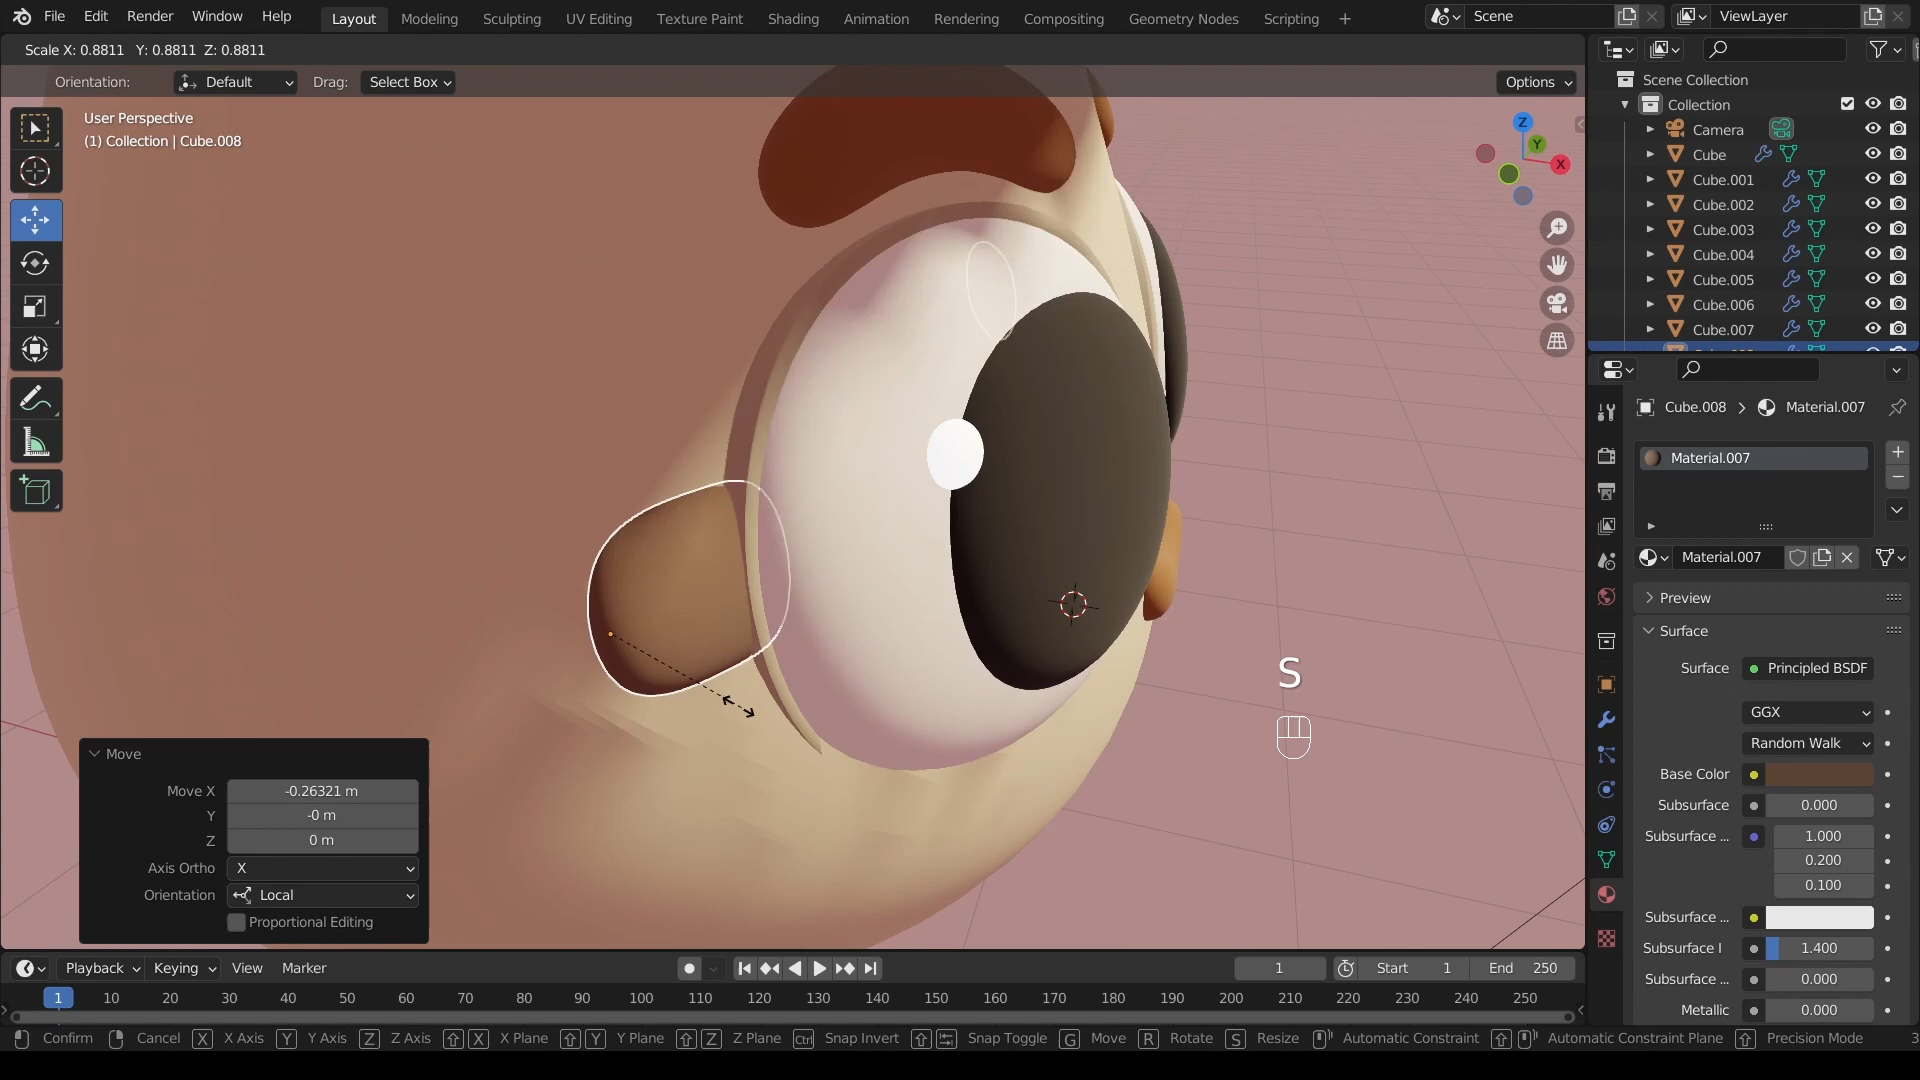 File Edit Render Window Help Layout Modeling Sculpting UV Editing Texture Paint Shading Animation Rendering Compositing Geometry Nodes Scripting + Scene ViewLayer
Scale X: 0.8811 Y: 0.8811 Z: 0.8811
Orientation: Default Drag: Select Box Options
User Perspective
(1) Collection | Cube.008
Z
Y
X
Scene Collection
Collection
Camera
Cube
Cube.001
Cube.002
Cube.003
Cube.004
Cube.005
Cube.006
Cube.007
Cube.008 > Material.007
Material.007
Material.007
Preview
Surface
Surface Principled BSDF
GGX
Random Walk
Base Color
Subsurface 0.000
Subsurface ... 1.000
0.200
0.100
Subsurface ...
Subsurface I 1.400
Subsurface ... 0.000
Metallic 0.000
S
Move
Move X -0.26321 m
Y -0 m
Z 0 m
Axis Ortho X
Orientation Local
Proportional Editing
Playback Keying View Marker 1 Start 1 End 250
1 10 20 30 40 50 60 70 80 90 100 110 120 130 140 150 160 170 180 190 200 210 220 230 240 250
Confirm Cancel X X Axis Y Y Axis Z Z Axis X X Plane Y Y Plane Z Z Plane Ctrl Snap Invert Snap Toggle G Move R Rotate S Resize Automatic Constraint Automatic Constraint Plane Precision Mode 3